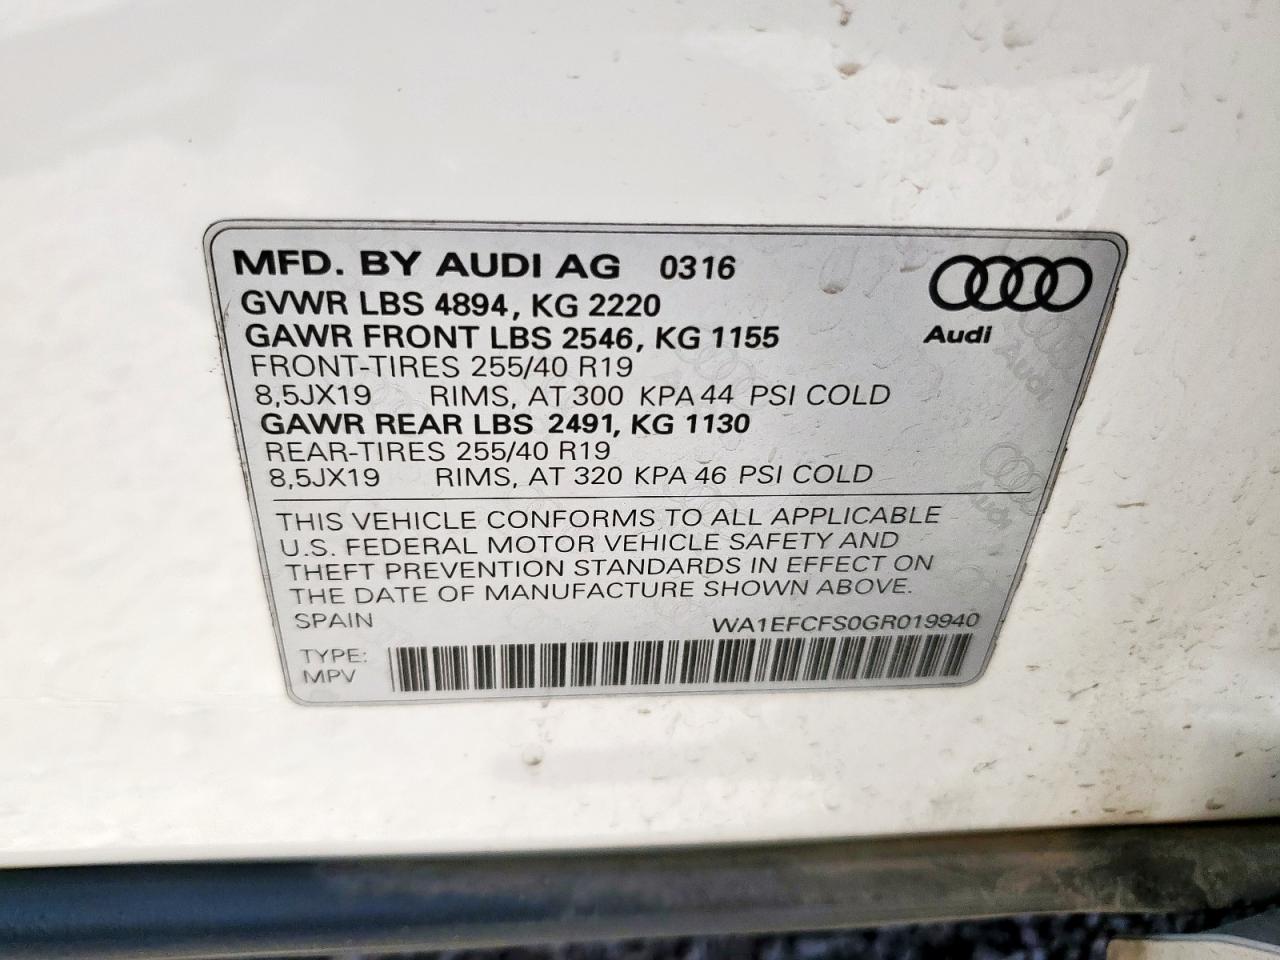 MFD. BY AUDI AG 0316
GVWR LBS 4894, KG 2220
GAWR FRONT LBS 2546, KG 1155
Audi
FRONT-TIRES 255/40 R19
8,5JX19 RIMS, AT 300 KPA 44 PSI COLD
GAWR REAR LBS 2491, KG 1130
REAR-TIRES 255/40 R19
8,5JX19 RIMS, AT 320 KPA 46 PSI COLD
THIS VEHICLE CONFORMS TO ALL APPLICABLE
U.S. FEDERAL MOTOR VEHICLE SAFETY AND
THEFT PREVENTION STANDARDS IN EFFECT ON
THE DATE OF MANUFACTURE SHOWN ABOVE.
SPAIN WA1EFCFS0GR019940
TYPE:
MPV
Audi
Audi